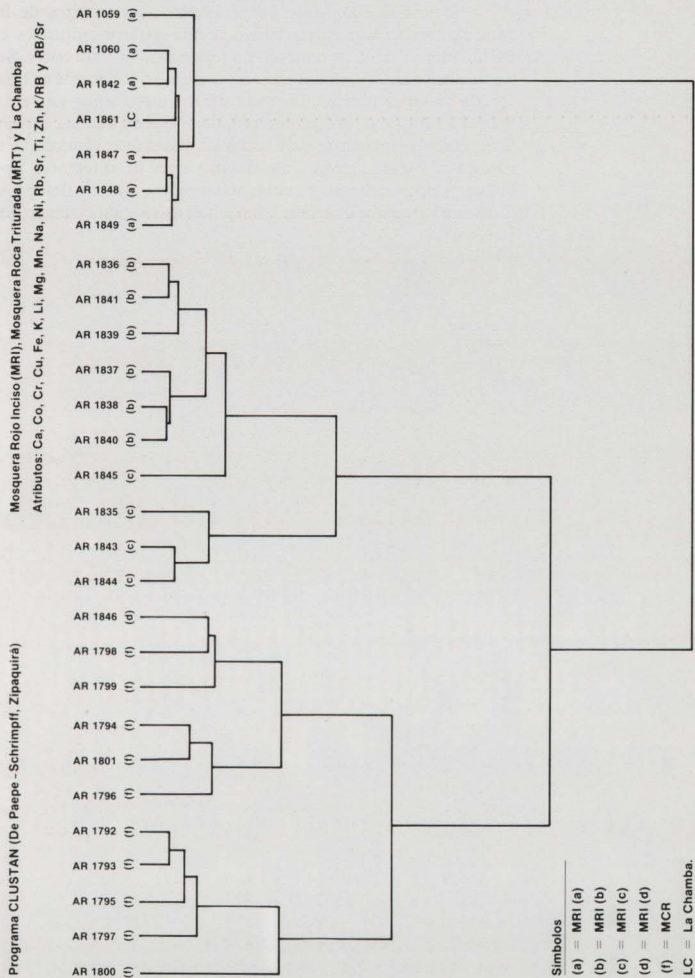 Programa CLUSTAN (De Paepe – Schrimpff, Zipaquirá)
Mosquera Rojo Inciso (MRI), Mosquera Roca Triturada (MRT) y La Chamba
Atributos: Ca, Co, Cr, Cu, Fe, K, Li, Mg, Mn, Na, Ni, Rb, Sr, Ti, Zn, K/RB y RB/Sr
AR 1059 (a)
AR 1060 (a)
AR 1842 (a)
AR 1861 LC
AR 1847 (a)
AR 1848 (a)
AR 1849 (a)
AR 1836 (b)
AR 1841 (b)
AR 1839 (b)
AR 1837 (b)
AR 1838 (b)
AR 1840 (b)
AR 1845 (c)
AR 1835 (c)
AR 1843 (c)
AR 1844 (c)
AR 1846 (d)
AR 1798 (f)
AR 1799 (f)
AR 1794 (f)
AR 1801 (f)
AR 1796 (f)
AR 1792 (f)
AR 1793 (f)
AR 1795 (f)
AR 1797 (f)
AR 1800 (f)
Simbolos
(a) = MRI (a)
(b) = MRI (b)
(c) = MRI (c)
(d) = MRI (d)
(f) = MCR
LC = La Chamba.